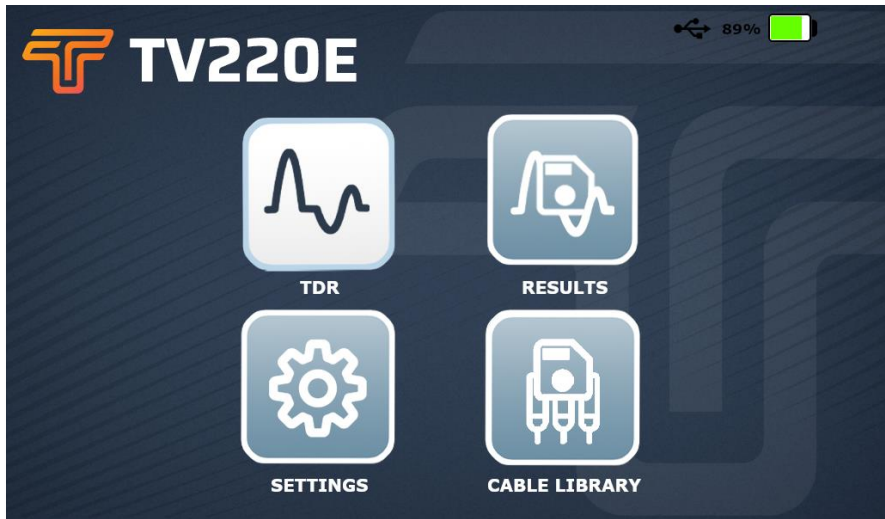 TV220E
89%
TDR
RESULTS
SETTINGS
CABLE LIBRARY